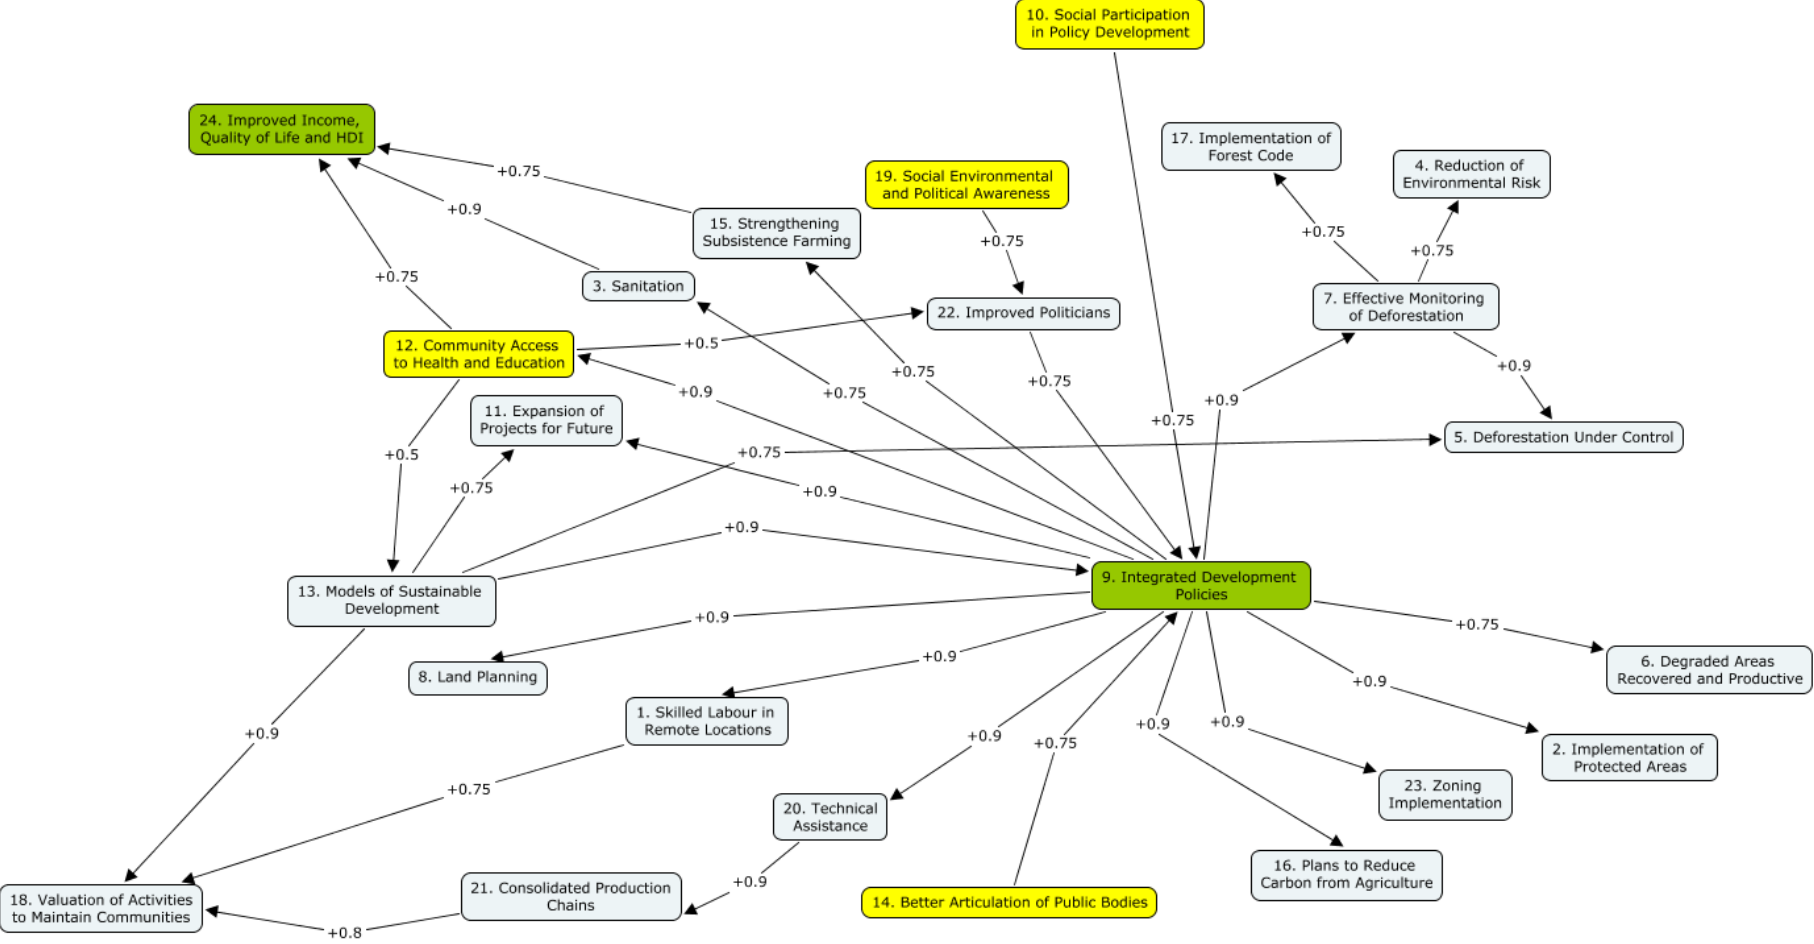 10. Social Participation
in Policy Development
24. Improved Income,
Quality of Life and HDI
17. Implementation of
Forest Code
4. Reduction of
Environmental Risk
+0.75
19. Social Environmental
and Political Awareness
+0.9
15. Strengthening
Subsistence Farming
+0.75
+0.75
+0.75
+0.75
3. Sanitation
22. Improved Politicians
7. Effective Monitoring
of Deforestation
12. Community Access
to Health and Education
+0.5
+0.75
+0.75
+0.9
+0.9
+0.75
+0.9
11. Expansion of
Projects for Future
+0.75
5. Deforestation Under Control
+0.5
+0.75
+0.75
+0.9
+0.9
13. Models of Sustainable
Development
9. Integrated Development
Policies
+0.9
+0.75
8. Land Planning
+0.9
6. Degraded Areas
Recovered and Productive
+0.9
1. Skilled Labour in
Remote Locations
+0.9
+0.9
+0.75
+0.9
+0.9
2. Implementation of
Protected Areas
+0.75
20. Technical
Assistance
23. Zoning
Implementation
16. Plans to Reduce
Carbon from Agriculture
+0.9
18. Valuation of Activities
to Maintain Communities
21. Consolidated Production
Chains
14. Better Articulation of Public Bodies
+0.8